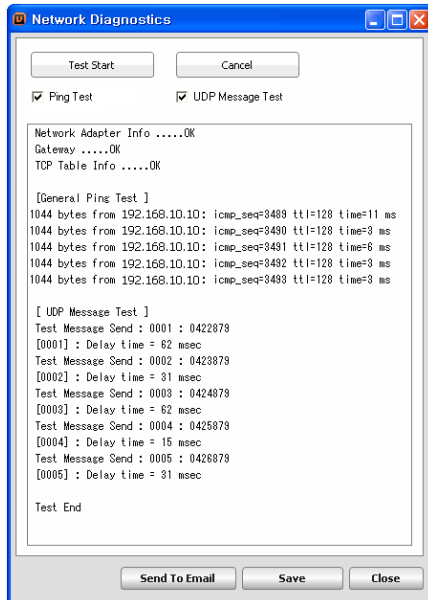 Network Diagnostics
Test Start Cancel
Ping Test UDP Message Test
Network Adapter Info .....OK
Gateway .....OK
TCP Table Info .....OK
[General Ping Test ]
1044 bytes from 192.168.10.10: icmp_seq=3489 ttl=128 time=11 ms
1044 bytes from 192.168.10.10: icmp_seq=3490 ttl=128 time=3 ms
1044 bytes from 192.168.10.10: icmp_seq=3491 ttl=128 time=6 ms
1044 bytes from 192.168.10.10: icmp_seq=3492 ttl=128 time=3 ms
1044 bytes from 192.168.10.10: icmp_seq=3493 ttl=128 time=3 ms
[ UDP Message Test ]
Test Message Send : 0001 : 0422879
[0001] : Delay time = 62 msec
Test Message Send : 0002 : 0423879
[0002] : Delay time = 31 msec
Test Message Send : 0003 : 0424879
[0003] : Delay time = 62 msec
Test Message Send : 0004 : 0425879
[0004] : Delay time = 15 msec
Test Message Send : 0005 : 0426879
[0005] : Delay time = 31 msec
Test End
Send To Email Save Close